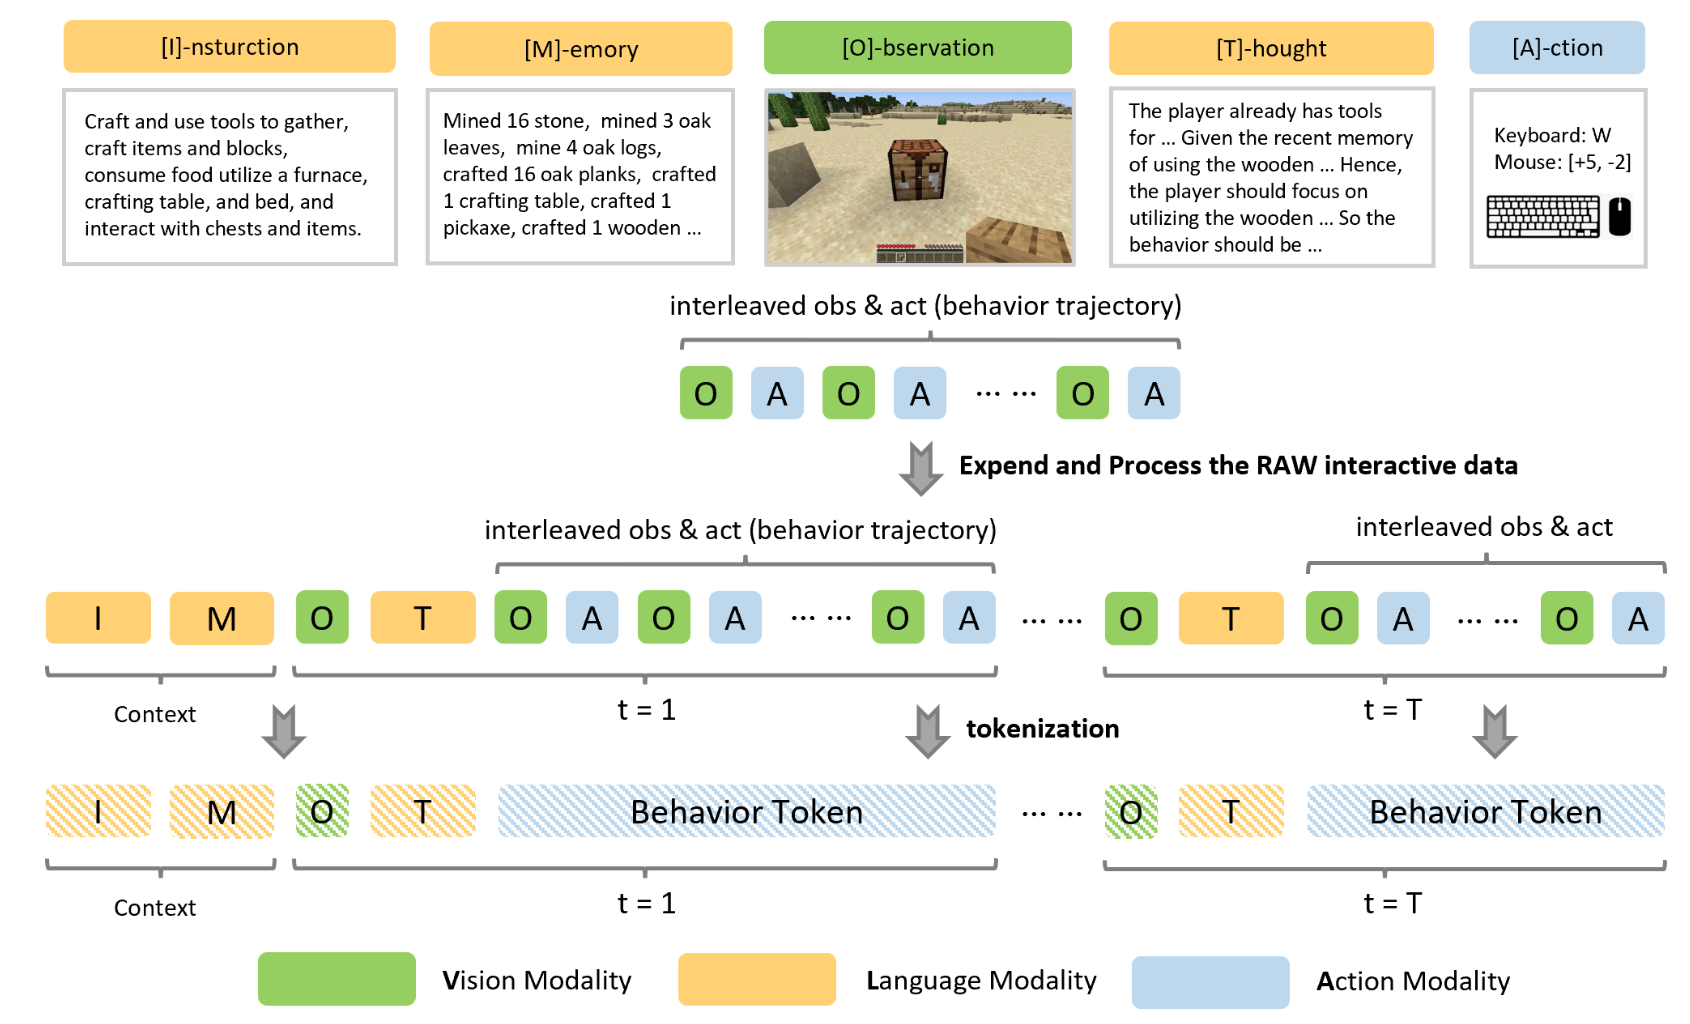 [I]-nsturction
[M]-emory
[O]-bservation
[T]-hought
[A]-ction
Craft and use tools to gather,
craft items and blocks,
consume food utilize a furnace,
crafting table, and bed, and
interact with chests and items.
Mined 16 stone, mined 3 oak
leaves, mine 4 oak logs,
crafted 16 oak planks, crafted
1 crafting table, crafted 1
pickaxe, crafted 1 wooden ...
The player already has tools
for ... Given the recent memory
of using the wooden ... Hence,
the player should focus on
utilizing the wooden ... So the
behavior should be ...
Keyboard: W
Mouse: [+5, -2]
interleaved obs & act (behavior trajectory)
O A O A ... ... O A
Expend and Process the RAW interactive data
interleaved obs & act (behavior trajectory)
interleaved obs & act
I M O T O A O A ... ... O A ... ... O T O A ... ... O A
Context
t = 1
t = T
tokenization
I M O T Behavior Token ... ... O T Behavior Token
Context
t = 1
t = T
Vision Modality
Language Modality
Action Modality